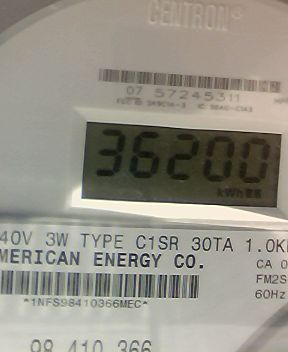 CENTRON®
07 57245311
36200
kWh
40V 3W TYPE C1SR 30TA 1.0K
MERICAN ENERGY CO.
CA 0
FM2S
60Hz
*1NFS98410366MEC*
98 410 366